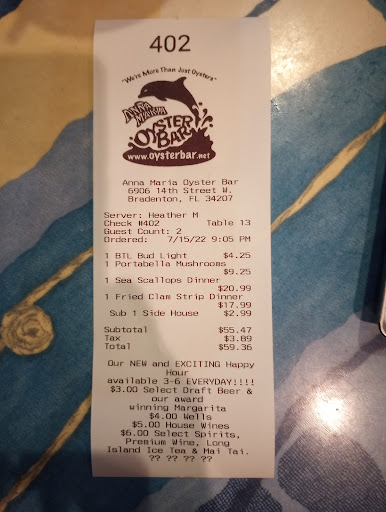 402
"We're More Than Just Oysters"
ANNA MARIA
OYSTER BAR
www.oysterbar.net
Anna Maria Oyster Bar
6906 14th Street W.
Bradenton, FL 34207
Server: Heather M
Check #402 Table 13
Guest Count: 2
Ordered: 7/15/22 9:05 PM
1 BTL Bud Light $4.25
1 Portabella Mushrooms
$9.25
1 Sea Scallops Dinner
$20.99
1 Fried Clam Strip Dinner
$17.99
Sub 1 Side House $2.99
Subtotal $55.47
Tax $3.89
Total $59.36
Our NEW and EXCITING Happy
Hour
available 3-6 EVERYDAY!!!!
$3.00 Select Draft Beer &
our award
winning Margarita
$4.00 Wells
$5.00 House Wines
$6.00 Select Spirits,
Premium Wine, Long
Island Ice Tea & Mai Tai.
?? ?? ?? ??